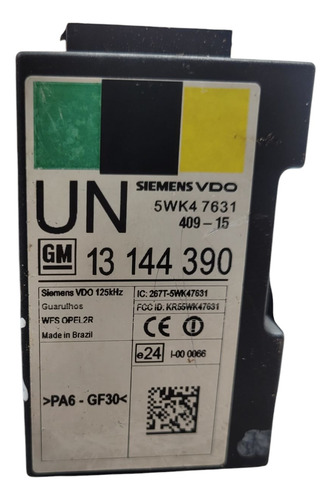 UN
SIEMENS VDO
5WK4 7631
409 - 15
GM 13 144 390
Siemens VDO 125kHz
Guarulhos
WFS OPEL2R
Made in Brazil
IC: 267T-5WK47631
FCC ID. KR55WK47631
CE
e24 I-00 0066
>PA6 - GF30<